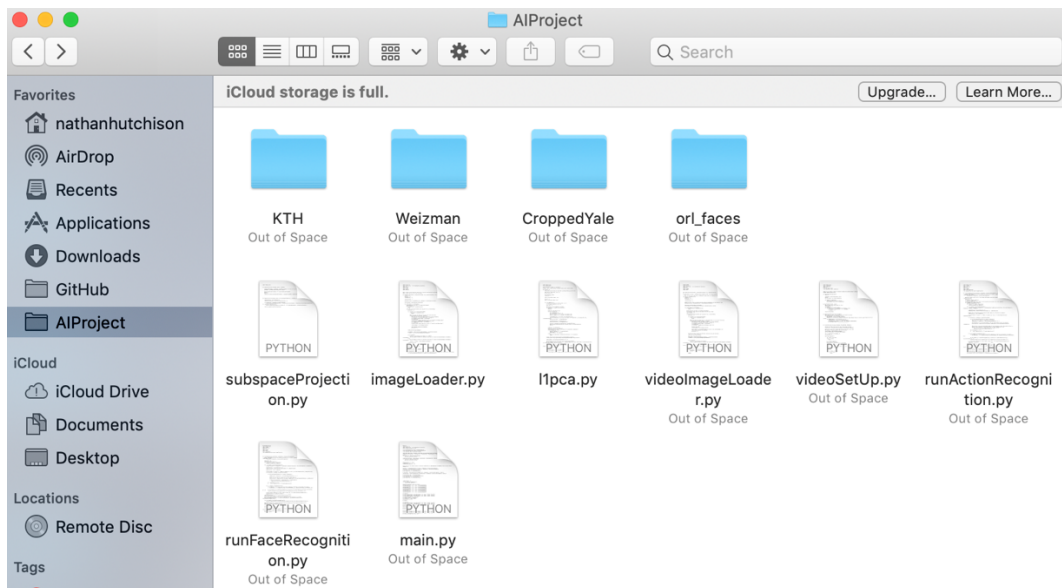 AIProject
Search
Favorites
nathanhutchison
AirDrop
Recents
Applications
Downloads
GitHub
AIProject
iCloud
iCloud Drive
Documents
Desktop
Locations
Remote Disc
Tags
iCloud storage is full.
Upgrade...
Learn More...
KTH
Out of Space
Weizman
Out of Space
CroppedYale
Out of Space
orl_faces
Out of Space
PYTHON
subspaceProjecti
on.py
PYTHON
imageLoader.py
PYTHON
l1pca.py
PYTHON
videoImageLoade
r.py
Out of Space
PYTHON
videoSetUp.py
Out of Space
PYTHON
runActionRecogni
tion.py
Out of Space
PYTHON
runFaceRecogniti
on.py
Out of Space
PYTHON
main.py
Out of Space